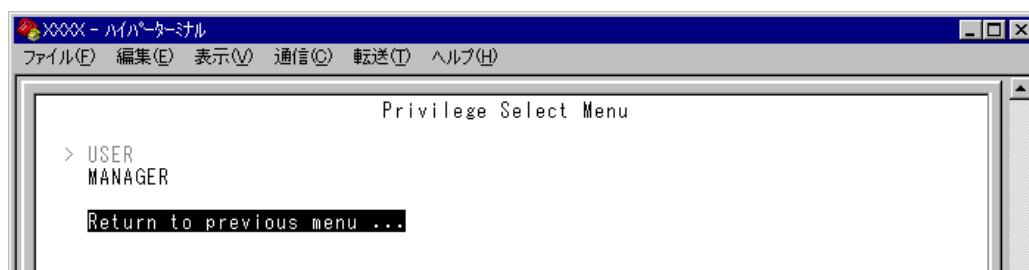 XXXX - ﾊｲﾊﾟｰﾀｰﾐﾅﾙ
ファイル(F) 編集(E) 表示(V) 通信(C) 転送(T) ヘルプ(H)
Privilege Select Menu
> USER
MANAGER
Return to previous menu ...